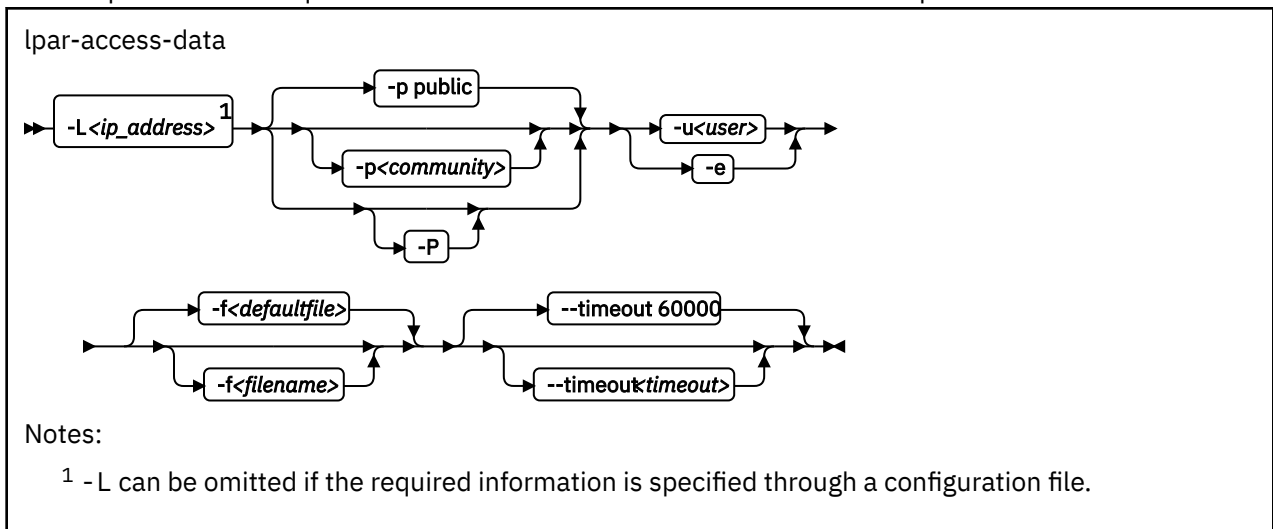 lpar-access-data
-p public
-L<ip_address> 1
-u<user>
-p<community>
-e
-P
-f<defaultfile>
--timeout 60000
-f<filename>
--timeout<timeout>
Notes:
1 -L can be omitted if the required information is specified through a configuration file.